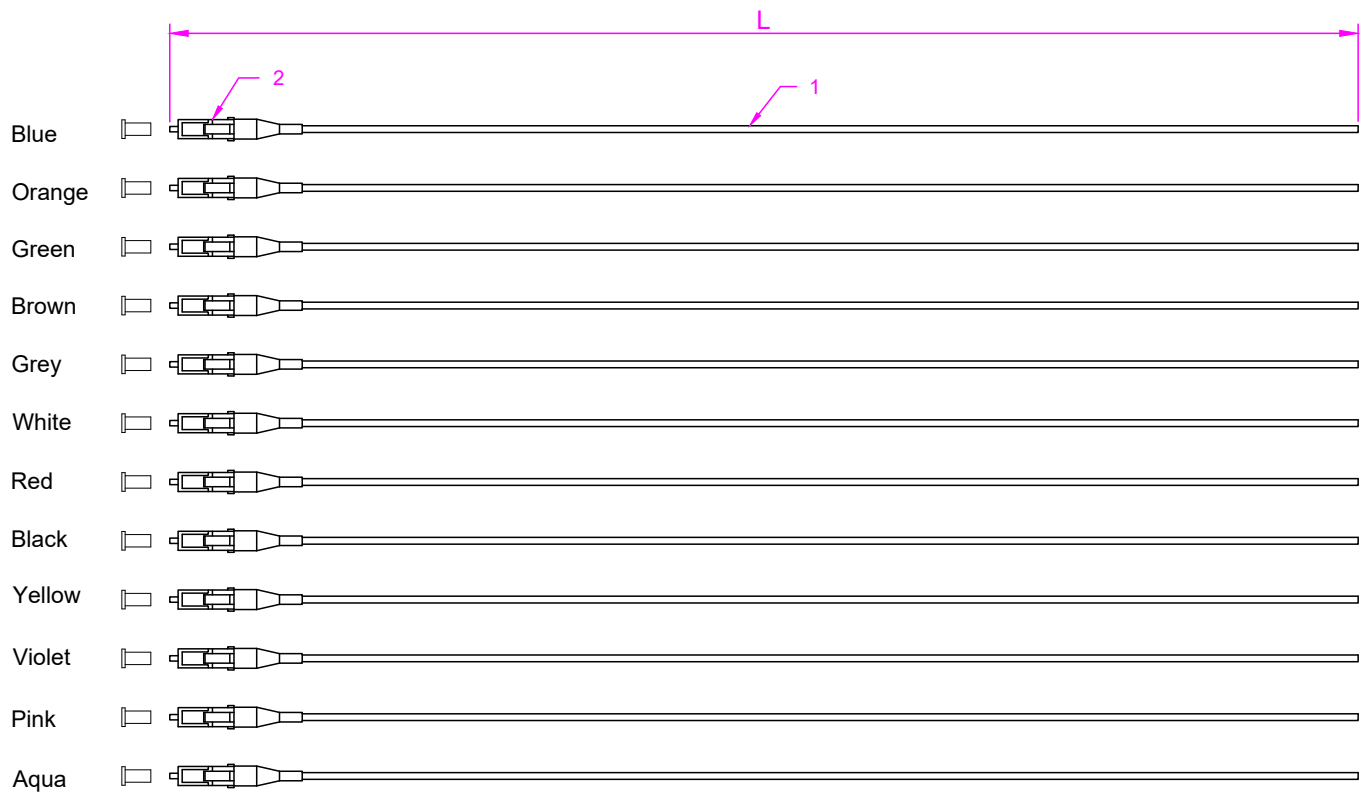 L
2
1
Blue
Orange
Green
Brown
Grey
White
Red
Black
Yellow
Violet
Pink
Aqua